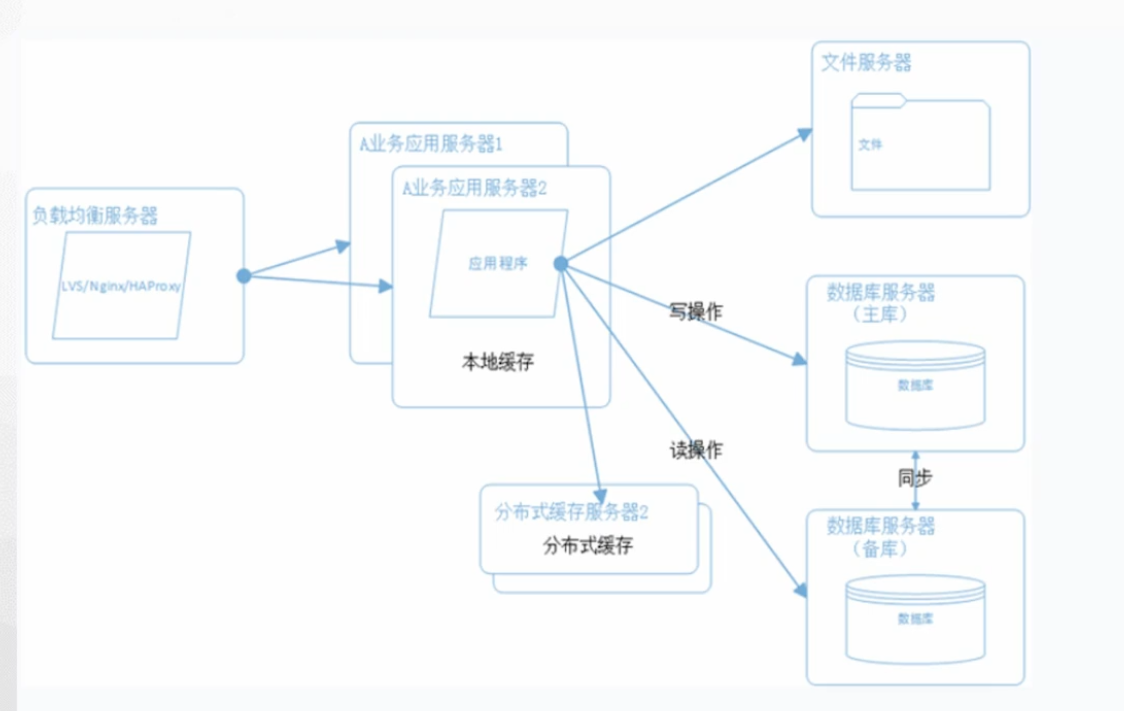 文件服务器
文件
A业务应用服务器1
A业务应用服务器2
应用程序
本地缓存
负载均衡服务器
LVS/Nginx/HAProxy
写操作
读操作
数据库服务器
（主库）
数据库
同步
分布式缓存服务器2
分布式缓存
数据库服务器
（备库）
数据库